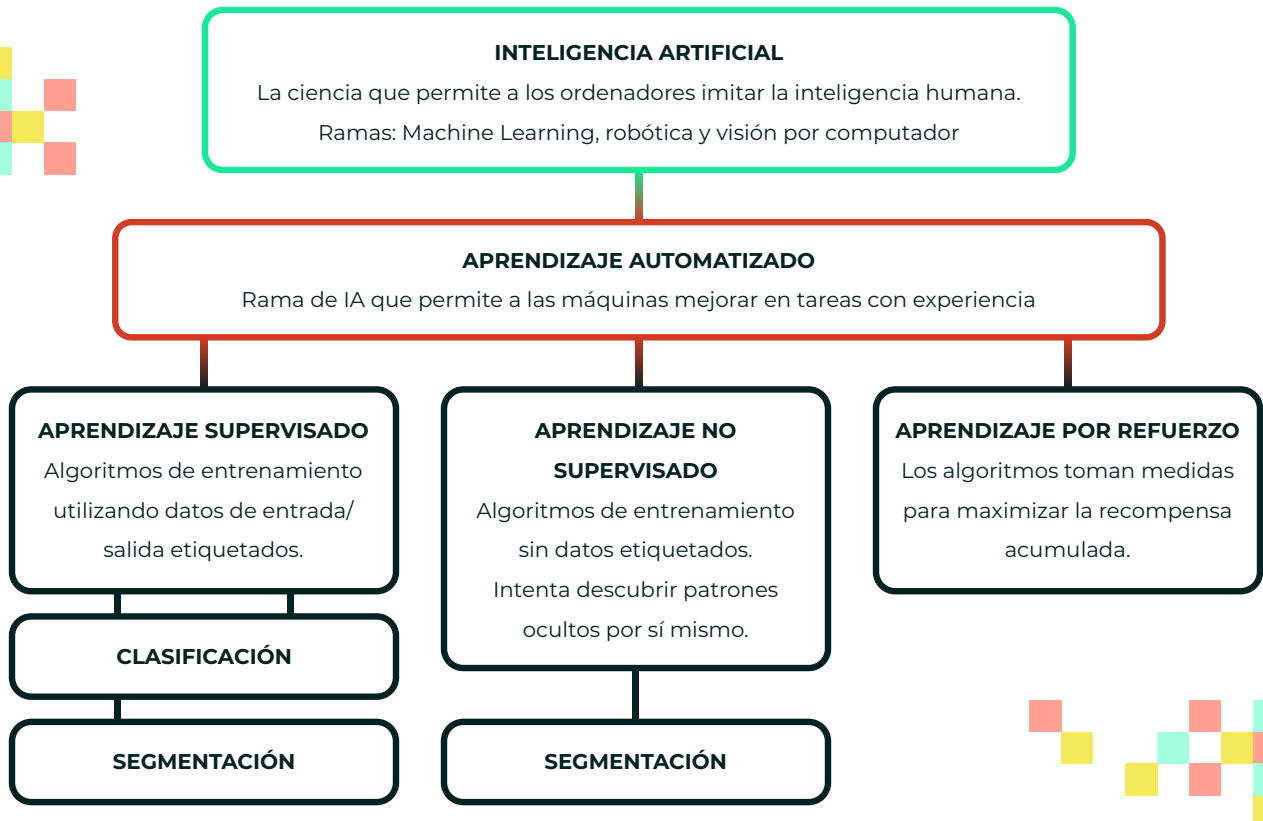 INTELIGENCIA ARTIFICIAL
La ciencia que permite a los ordenadores imitar la inteligencia humana.
Ramas: Machine Learning, robótica y visión por computador
APRENDIZAJE AUTOMATIZADO
Rama de IA que permite a las máquinas mejorar en tareas con experiencia
APRENDIZAJE SUPERVISADO
Algoritmos de entrenamiento
utilizando datos de entrada/
salida etiquetados.
CLASIFICACIÓN
SEGMENTACIÓN
APRENDIZAJE NO
SUPERVISADO
Algoritmos de entrenamiento
sin datos etiquetados.
Intenta descubrir patrones
ocultos por sí mismo.
SEGMENTACIÓN
APRENDIZAJE POR REFUERZO
Los algoritmos toman medidas
para maximizar la recompensa
acumulada.